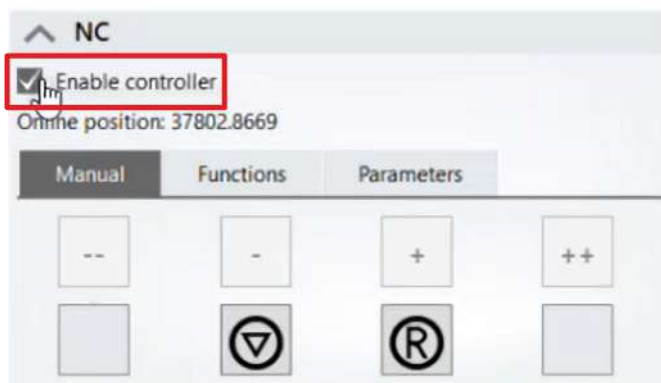 NC
Enable controller
Online position: 37802.8669
Manual Functions Parameters
-- - + ++
R